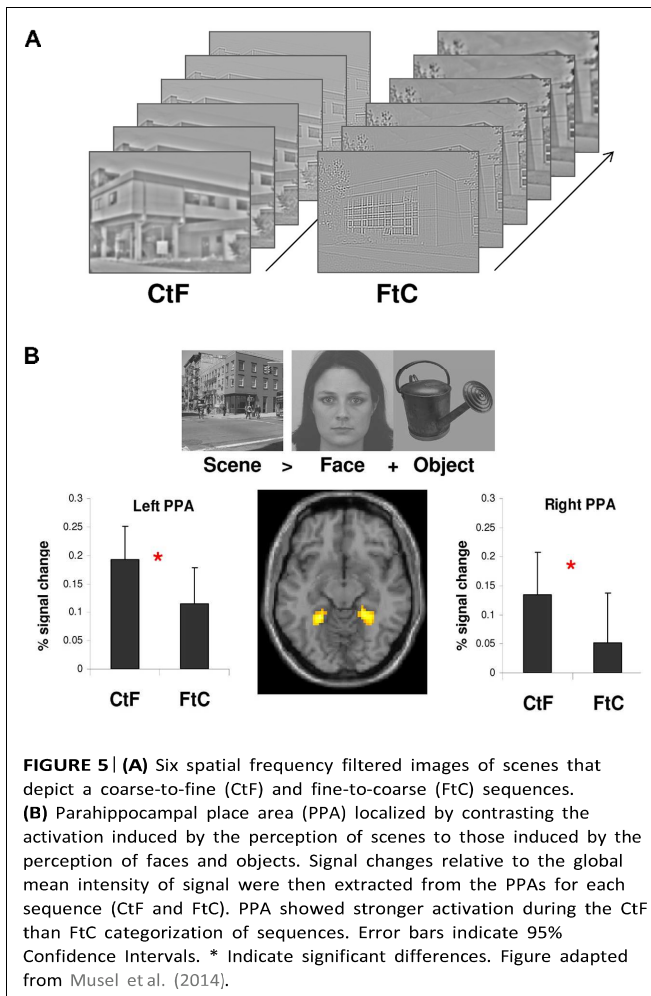 A
CtF
FtC
B
Scene > Face + Object
Left PPA
% signal change
0.3
0.25
0.2
0.15
0.1
0.05
0
*
CtF FtC
Right PPA
% signal change
0.3
0.25
0.2
0.15
0.1
0.05
0
*
CtF FtC
FIGURE 5 | (A) Six spatial frequency filtered images of scenes that
depict a coarse-to-fine (CtF) and fine-to-coarse (FtC) sequences.
(B) Parahippocampal place area (PPA) localized by contrasting the
activation induced by the perception of scenes to those induced by the
perception of faces and objects. Signal changes relative to the global
mean intensity of signal were then extracted from the PPAs for each
sequence (CtF and FtC). PPA showed stronger activation during the CtF
than FtC categorization of sequences. Error bars indicate 95%
Confidence Intervals. * Indicate significant differences. Figure adapted
from Musel et al. (2014).